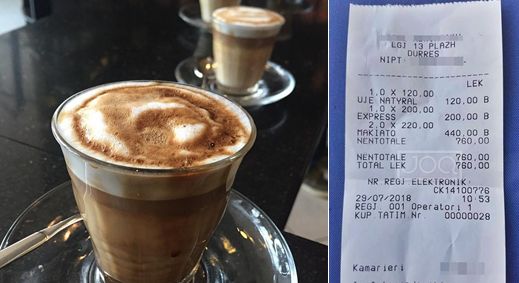 LGJ 13 PLAZH
DURRES
NIPT:
LEK
1,0 X 120.00
UJE NATYRAL 120,00 B
1,0 X 200,00
EXPRESS 200,00 B
2.0 X 220.00
MAKIATO 440,00 B
NENTOTALE 760,00
NENTOTALE 760,00
TOTAL LEK 760,00
NR.REGJ ELEKTRONIK:
CK14100776
29/07/2018 10 53
REGJ. 001 Operatori 1
KUP TATIM Nr. 00000028
Kamarieri
JOQ